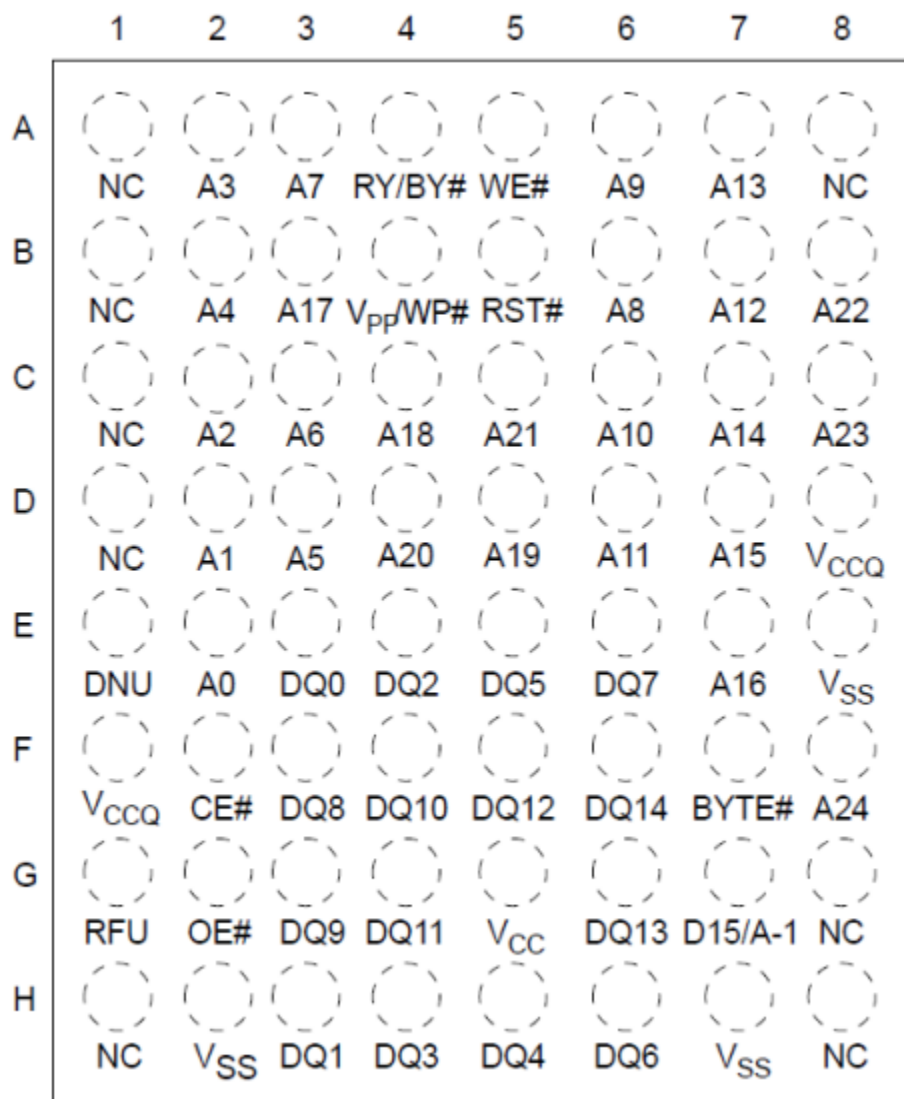 1 2 3 4 5 6 7 8
A
NC A3 A7 RY/BY# WE# A9 A13 NC
B
NC A4 A17 VPP/WP# RST# A8 A12 A22
C
NC A2 A6 A18 A21 A10 A14 A23
D
NC A1 A5 A20 A19 A11 A15 VCCQ
E
DNU A0 DQ0 DQ2 DQ5 DQ7 A16 VSS
F
VCCQ CE# DQ8 DQ10 DQ12 DQ14 BYTE# A24
G
RFU OE# DQ9 DQ11 VCC DQ13 D15/A-1 NC
H
NC VSS DQ1 DQ3 DQ4 DQ6 VSS NC